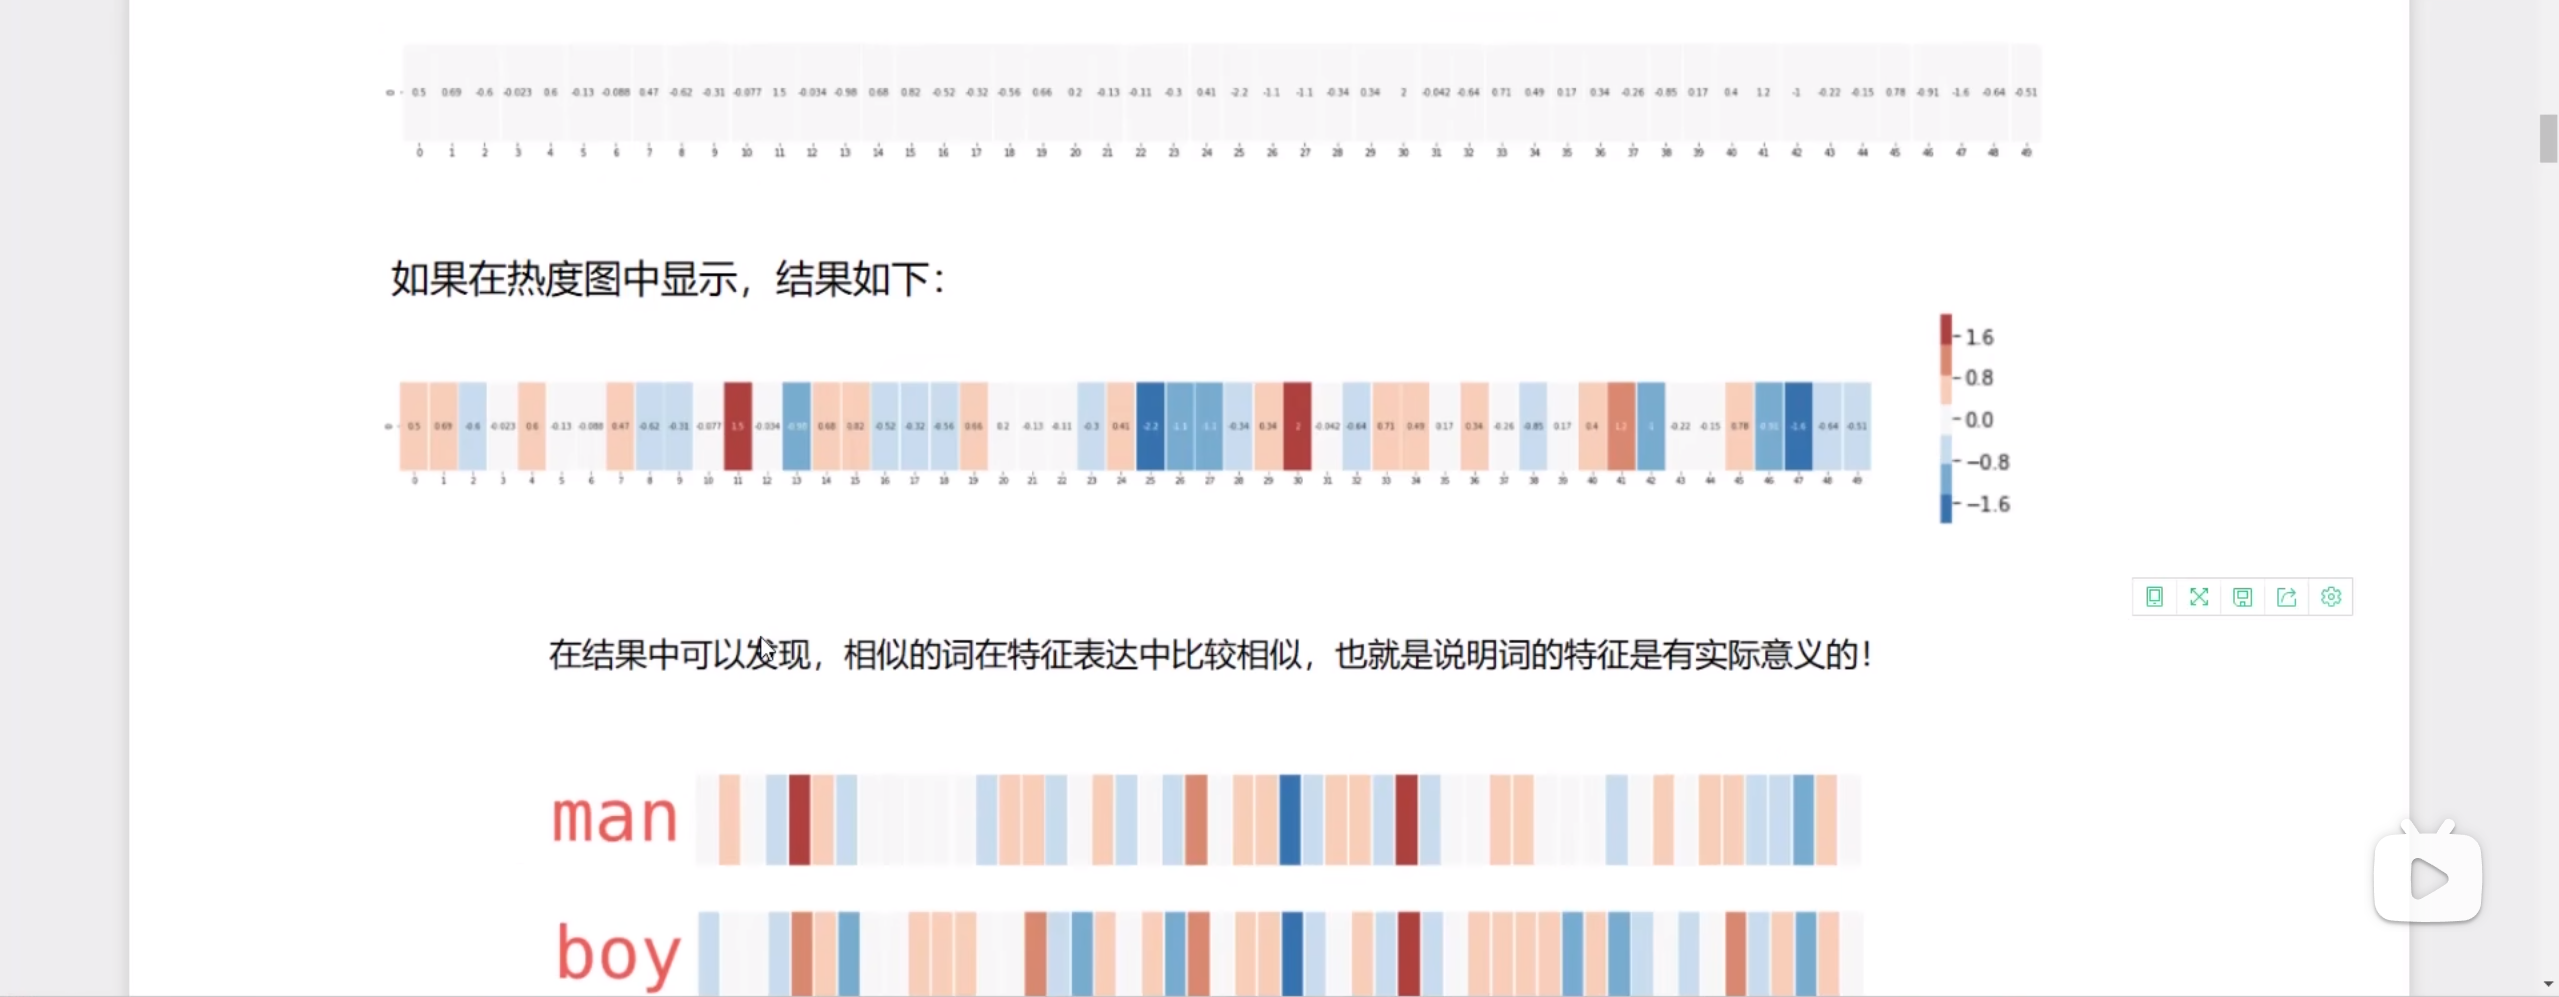 0 0.5 0.69 -0.6 -0.023 0.6 -0.13 -0.088 0.47 -0.62 -0.31 -0.077 1.5 -0.034 -0.98 0.68 0.82 -0.52 -0.32 -0.56 0.66 0.2 -0.13 -0.11 -0.3 0.41 -2.2 -1.1 -1.1 -0.34 0.34 2 -0.042 -0.64 0.71 0.49 0.17 0.34 -0.26 -0.85 0.17 0.4 1.2 -1 -0.22 -0.15 0.78 -0.91 -1.6 -0.64 -0.51
0 1 2 3 4 5 6 7 8 9 10 11 12 13 14 15 16 17 18 19 20 21 22 23 24 25 26 27 28 29 30 31 32 33 34 35 36 37 38 39 40 41 42 43 44 45 46 47 48 49
如果在热度图中显示，结果如下：
0 0.5 0.69 -0.6 -0.023 0.6 -0.13 -0.088 0.47 -0.62 -0.31 -0.077 1.5 -0.034 -0.98 0.68 0.82 -0.52 -0.32 -0.56 0.66 0.2 -0.13 -0.11 -0.3 0.41 -2.2 -1.1 -1.1 -0.34 0.34 2 -0.042 -0.64 0.71 0.49 0.17 0.34 -0.26 -0.85 0.17 0.4 1.2 -1 -0.22 -0.15 0.78 -0.91 -1.6 -0.64 -0.51
0 1 2 3 4 5 6 7 8 9 10 11 12 13 14 15 16 17 18 19 20 21 22 23 24 25 26 27 28 29 30 31 32 33 34 35 36 37 38 39 40 41 42 43 44 45 46 47 48 49
1.6
0.8
0.0
−0.8
−1.6
在结果中可以发现，相似的词在特征表达中比较相似，也就是说明词的特征是有实际意义的！
man
boy